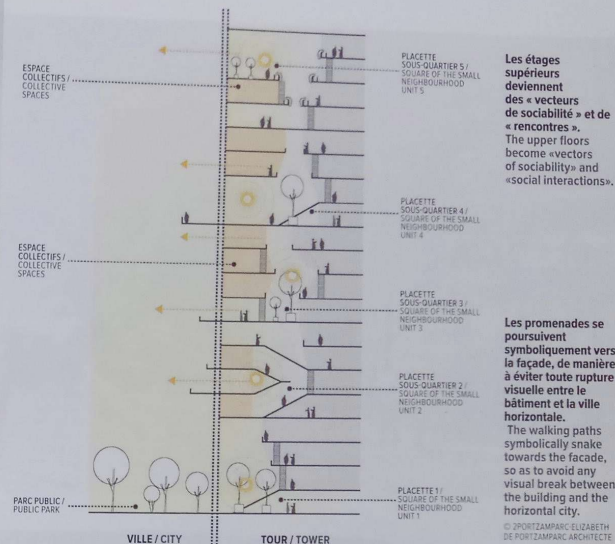 ESPACE
COLLECTIFS /
COLLECTIVE
SPACES
ESPACE
COLLECTIFS /
COLLECTIVE
SPACES
PARC PUBLIC /
PUBLIC PARK
VILLE / CITY
TOUR / TOWER
PLACETTE
SOUS-QUARTIER 5 /
SQUARE OF THE SMALL
NEIGHBOURHOOD
UNIT 5
PLACETTE
SOUS-QUARTIER 4 /
SQUARE OF THE SMALL
NEIGHBOURHOOD
UNIT 4
PLACETTE
SOUS-QUARTIER 3 /
SQUARE OF THE SMALL
NEIGHBOURHOOD
UNIT 3
PLACETTE
SOUS-QUARTIER 2 /
SQUARE OF THE SMALL
NEIGHBOURHOOD
UNIT 2
PLACETTE 1 /
SQUARE OF THE SMALL
NEIGHBOURHOOD
UNIT 1
Les étages
supérieurs
deviennent
des « vecteurs
de sociabilité » et de
« rencontres ».
The upper floors
become «vectors
of sociability» and
«social interactions».
Les promenades se
poursuivent
symboliquement vers
la façade, de manière
à éviter toute rupture
visuelle entre le
bâtiment et la ville
horizontale.
The walking paths
symbolically snake
towards the facade,
so as to avoid any
visual break between
the building and the
horizontal city.
© 2PORTZAMPARC-ELIZABETH
DE PORTZAMPARC ARCHITECTE